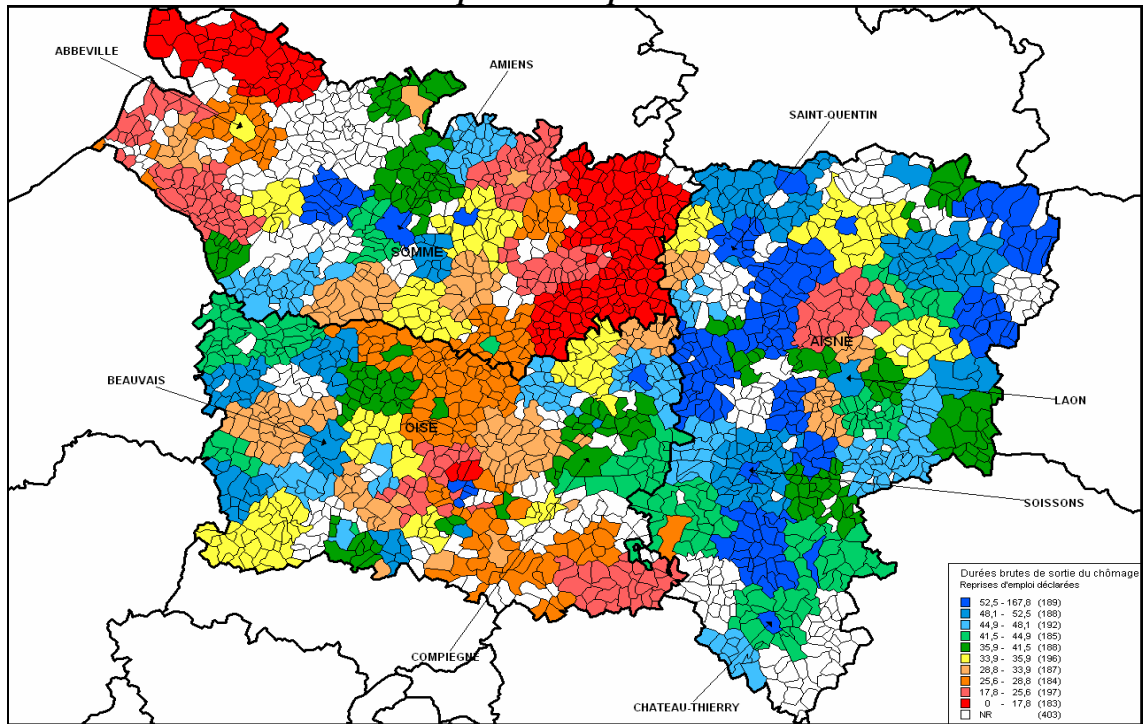 ABBEVILLE
AMIENS
SAINT-QUENTIN
SOMME
AISNE
BEAUVAIS
OISE
LAON
SOISSONS
COMPIEGNE
CHATEAU-THIERRY
Durées brutes de sortie du chômage
Reprises d'emploi déclarées
52,5 - 167,8 (189)
48,1 - 52,5 (188)
44,9 - 48,1 (192)
41,5 - 44,9 (185)
35,9 - 41,5 (188)
33,9 - 35,9 (196)
28,8 - 33,9 (187)
25,6 - 28,8 (184)
17,8 - 25,6 (197)
0 - 17,8 (183)
NR (403)